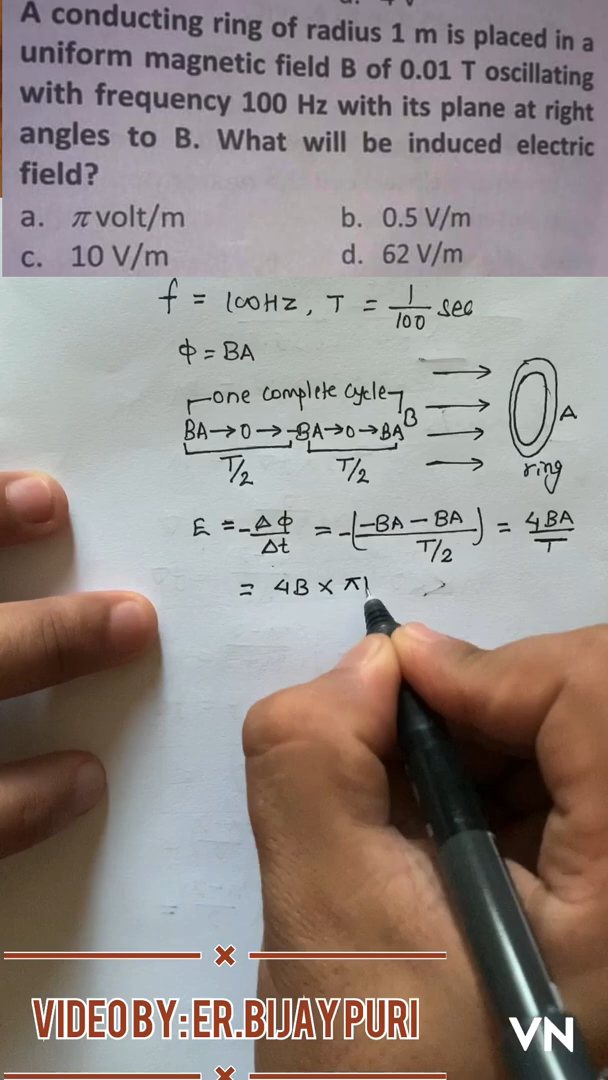 A conducting ring of radius 1 m is placed in a
uniform magnetic field B of 0.01 T oscillating
with frequency 100 Hz with its plane at right
angles to B. What will be induced electric
field?
a. π volt/m
b. 0.5 V/m
c. 10 V/m
d. 62 V/m
f = 100Hz, T = 1/100 sec
ϕ = BA
one complete cycle
BA→0→-BA→0→BA
T/2 T/2
B
A
ring
Ɛ = -Δϕ/Δt = -(-BA-BA/T/2) = 4BA/T
= 4B × π
VIDEO BY: ER.BIJAY PURI
VN